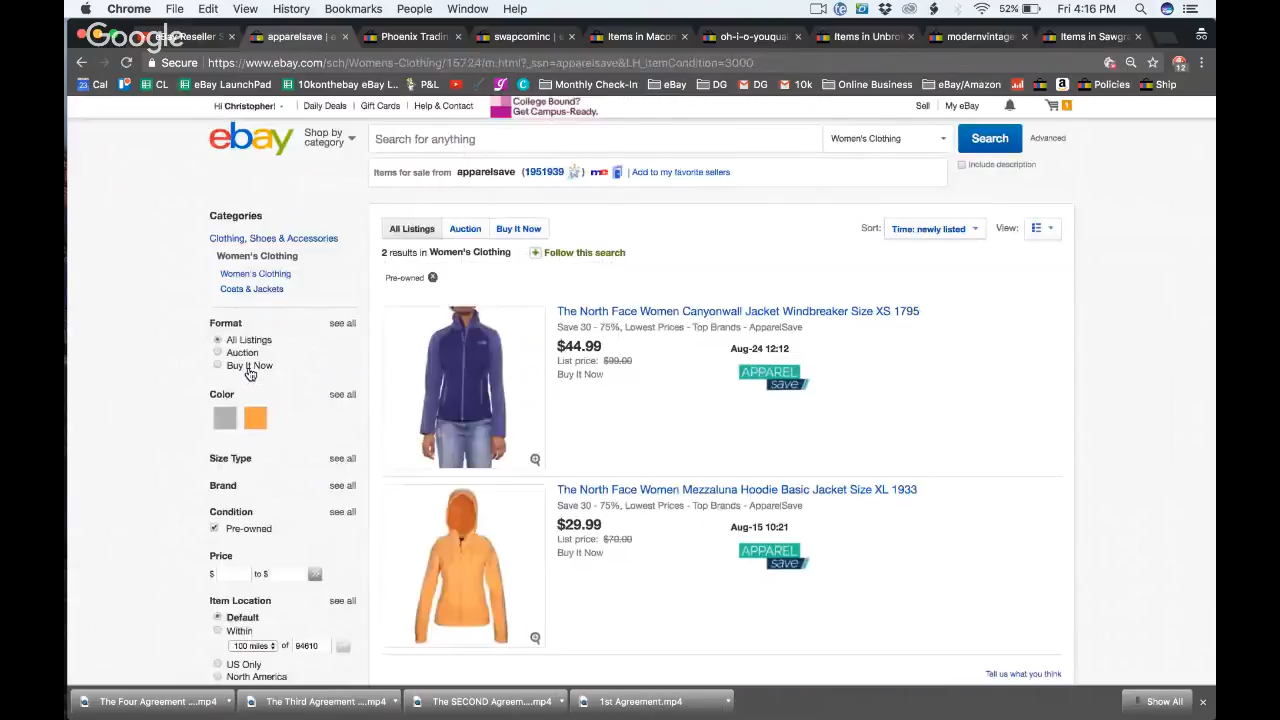 Chrome File Edit View History Bookmarks People Window Help 52% Fri 4:16 PM
Google
eBay Reseller S apparelsave | e Phoenix Trading swapcominc | e Items in Macon oh-i-o-youqual Items in Unbrok modernvintage Items in Sawgra
Secure https://www.ebay.com/sch/Womens-Clothing/15724/m.html?_ssn=apparelsave&LH_ItemCondition=3000
Cal CL eBay LaunchPad 10konthebay eBay P&L Monthly Check-In eBay DG DG 10k Online Business eBay/Amazon Policies Ship
Hi Christopher! Daily Deals Gift Cards Help & Contact College Bound? Get Campus-Ready. Sell My eBay 1
ebay Shop by category Search for anything Women's Clothing Search Advanced
Include description
Items for sale from apparelsave (1951939) me Add to my favorite sellers
Categories
Clothing, Shoes & Accessories
Women's Clothing
Women's Clothing
Coats & Jackets
Format see all
All Listings
Auction
Buy It Now
Color see all
Size Type see all
Brand see all
Condition see all
Pre-owned
Price
$ to $
Item Location see all
Default
Within
100 miles of 94610
US Only
North America
All Listings Auction Buy It Now Sort: Time: newly listed View:
2 results in Women's Clothing Follow this search
Pre-owned
The North Face Women Canyonwall Jacket Windbreaker Size XS 1795
Save 30 - 75%, Lowest Prices - Top Brands - ApparelSave
$44.99 Aug-24 12:12
List price: $99.00
Buy It Now
APPAREL save
The North Face Women Mezzaluna Hoodie Basic Jacket Size XL 1933
Save 30 - 75%, Lowest Prices - Top Brands - ApparelSave
$29.99 Aug-15 10:21
List price: $70.00
Buy It Now
APPAREL save
Tell us what you think
The Four Agreement ....mp4 The Third Agreement ....mp4 The SECOND Agreem....mp4 1st Agreement.mp4 Show All